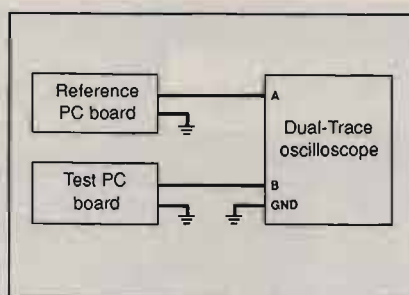 Reference
PC board
A
Dual-Trace
oscilloscope
Test PC
board
B
GND